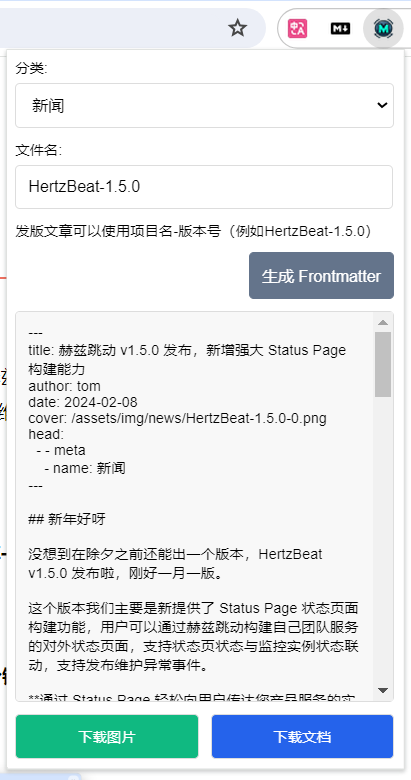 分类:
新闻
文件名:
HertzBeat-1.5.0
发版文章可以使用项目名-版本号（例如HertzBeat-1.5.0）
生成 Frontmatter
---
title: 赫兹跳动 v1.5.0 发布，新增强大 Status Page
构建能力
author: tom
date: 2024-02-08
cover: /assets/img/news/HertzBeat-1.5.0-0.png
head:
- - meta
- name: 新闻
---
## 新年好呀
没想到在除夕之前还能出一个版本，HertzBeat
v1.5.0 发布啦，刚好一月一版。
这个版本我们主要是新提供了 Status Page 状态页面
构建功能，用户可以通过赫兹跳动构建自己团队服务
的对外状态页面，支持状态页状态与监控实例状态联
动，支持发布维护异常事件。
**通过 Status Page 轻松向用户传达您产品服务的实
下载图片
下载文档